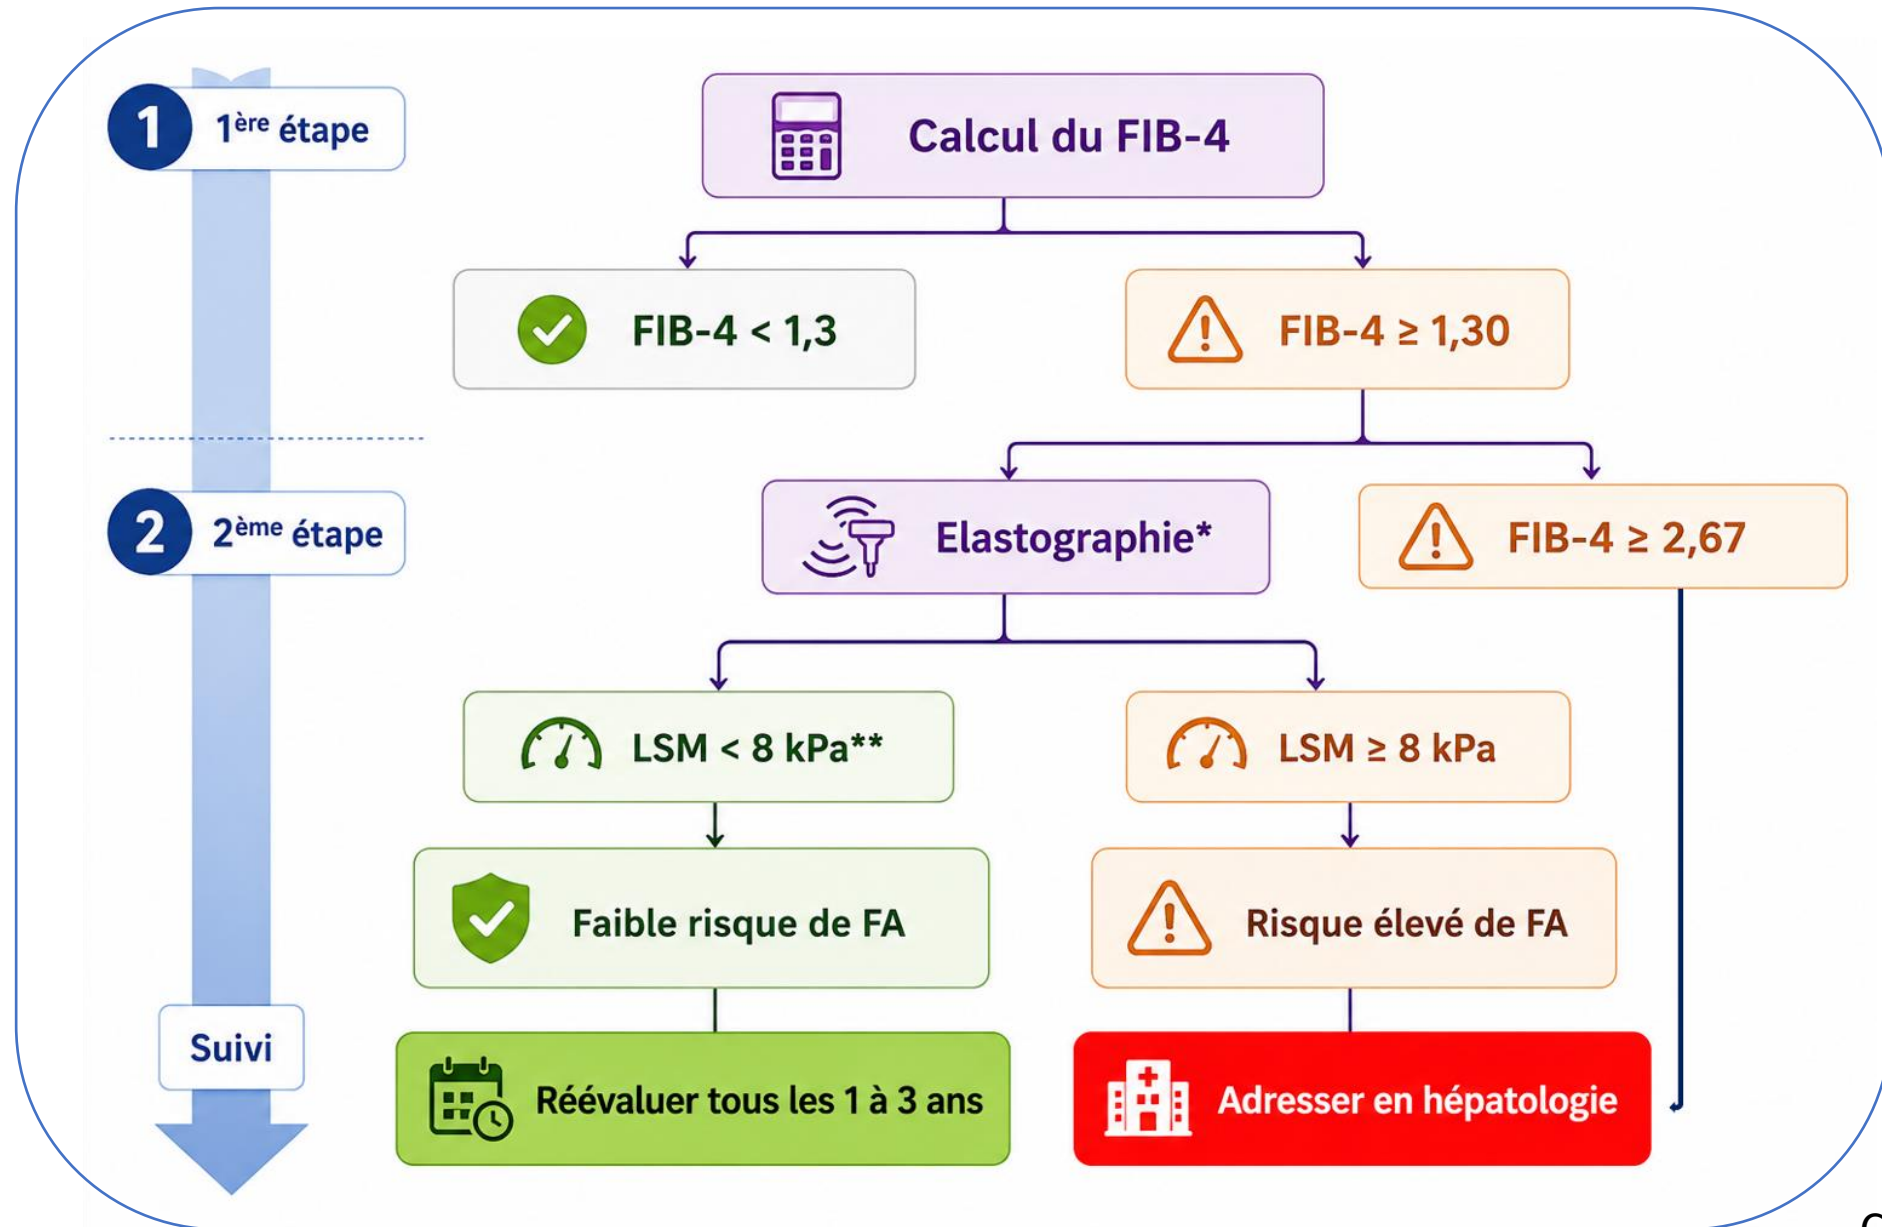 1
1ère étape
Calcul du FIB-4
FIB-4 < 1,3
FIB-4 ≥ 1,30
2
2ème étape
Elastographie*
FIB-4 ≥ 2,67
LSM < 8 kPa**
LSM ≥ 8 kPa
Faible risque de FA
Risque élevé de FA
Suivi
Réévaluer tous les 1 à 3 ans
Adresser en hépatologie